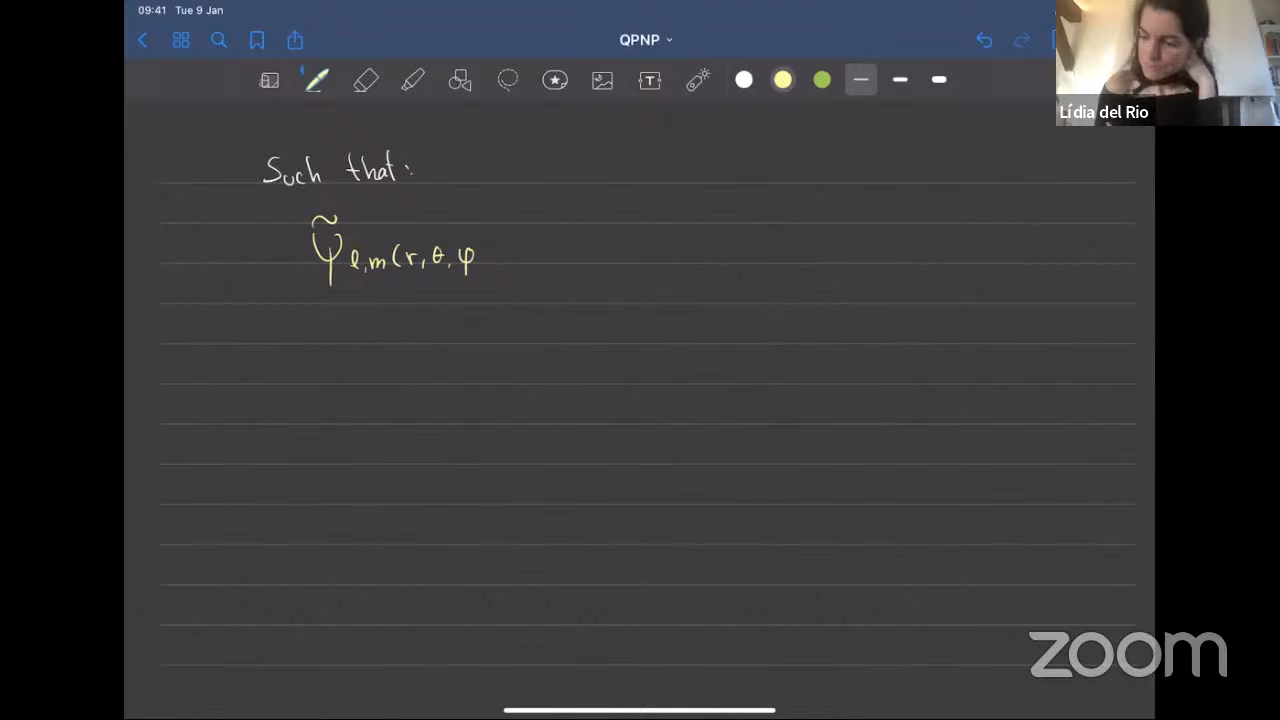 09:41 Tue 9 Jan
QPNP
T
Lídia del Rio
Such that:
ψ̃ l,m(r,θ,φ
zoom